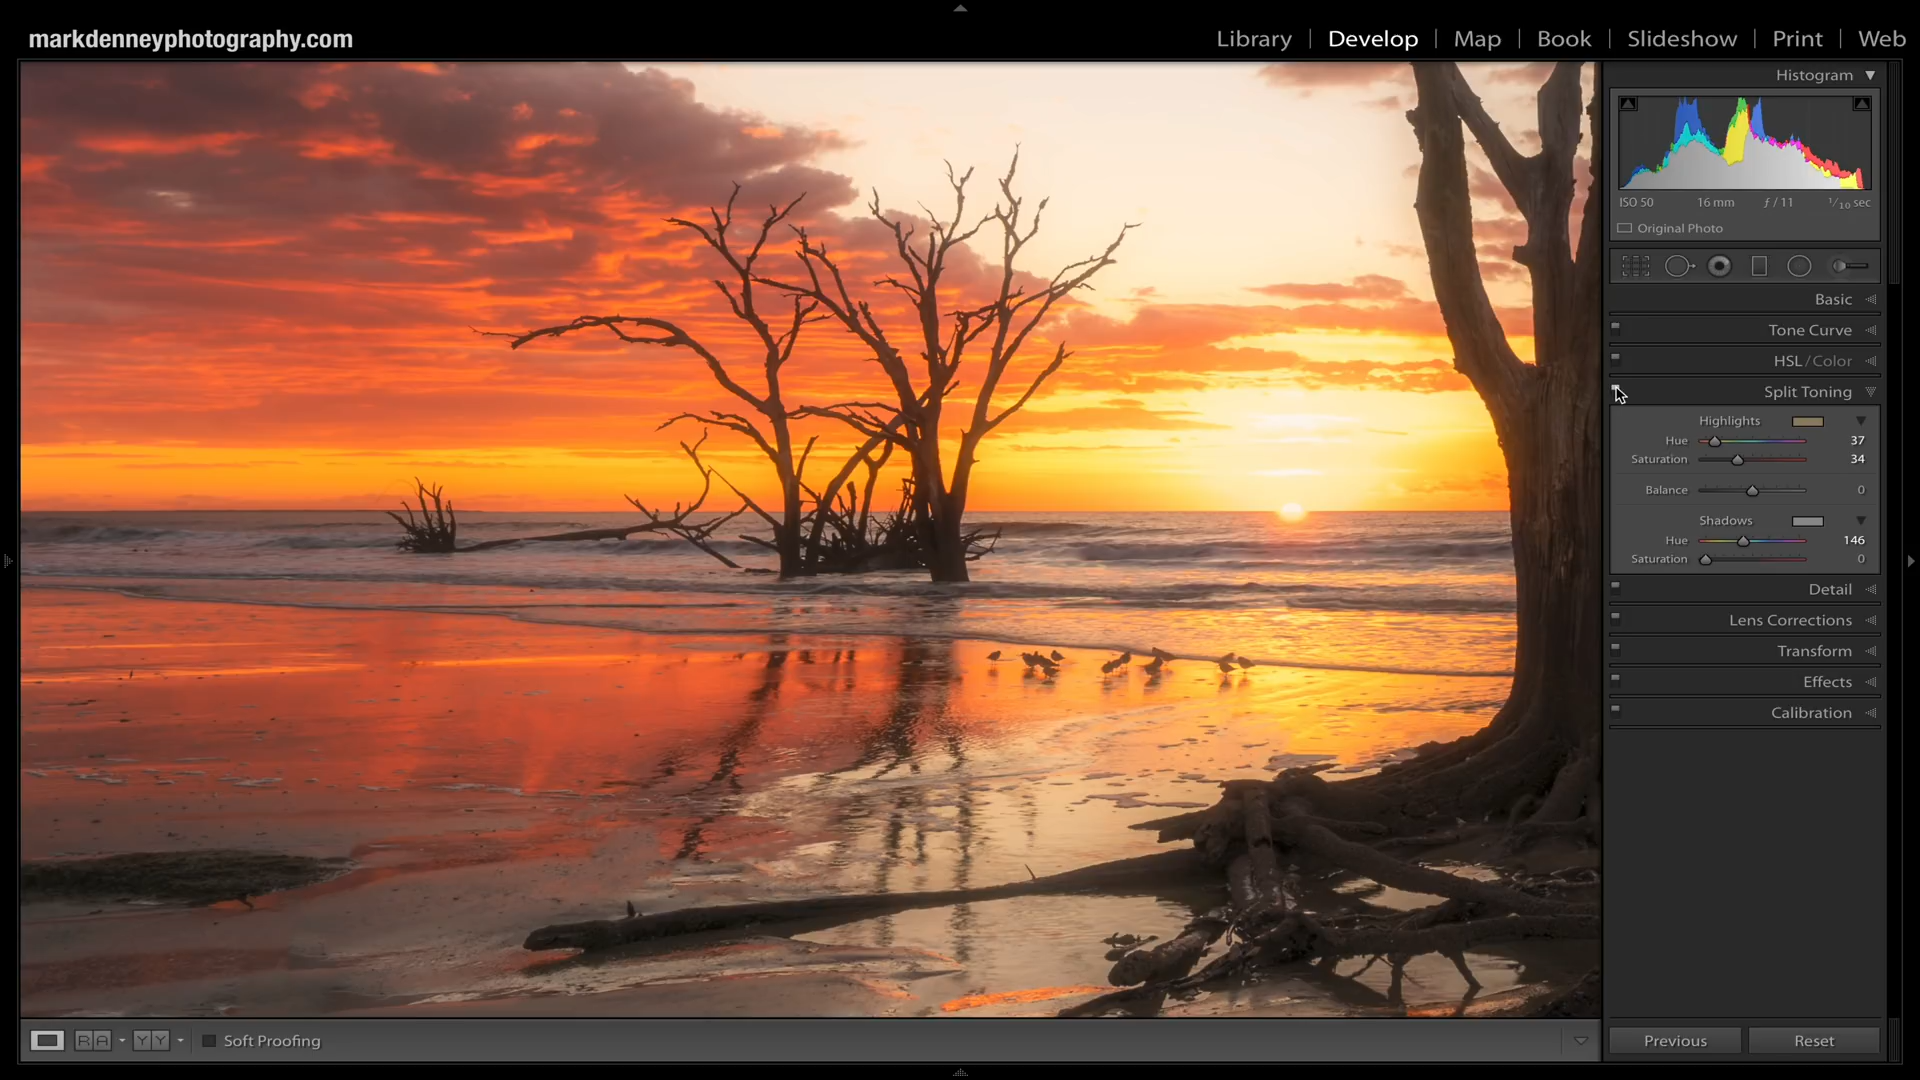 markdenneyphotography.com
Library | Develop | Map | Book | Slideshow | Print | Web
Histogram
ISO 50 16 mm ƒ / 11 1/10 sec
Original Photo
Basic
Tone Curve
HSL / Color
Split Toning
Highlights
Hue 37
Saturation 34
Balance 0
Shadows
Hue 146
Saturation 0
Detail
Lens Corrections
Transform
Effects
Calibration
R A Y Y Soft Proofing
Previous Reset